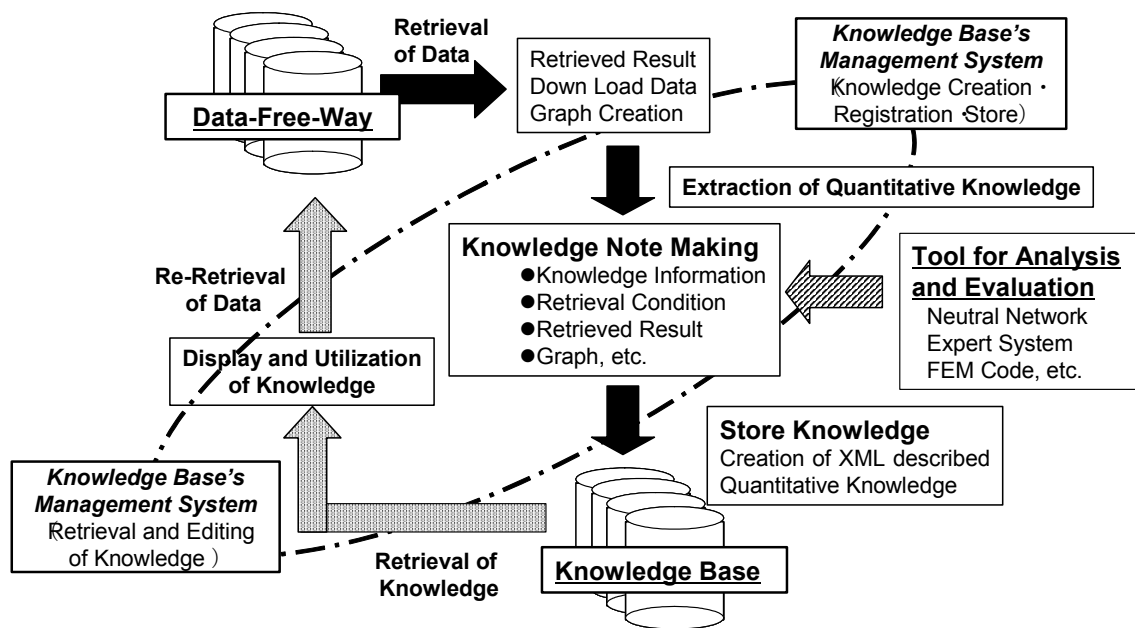 Retrieval
of Data
Data-Free-Way
Retrieved Result
Down Load Data
Graph Creation
Knowledge Base's
Management System
(Knowledge Creation・
Registration・Store)
Extraction of Quantitative Knowledge
Knowledge Note Making
●Knowledge Information
●Retrieval Condition
●Retrieved Result
●Graph, etc.
Tool for Analysis
and Evaluation
Neutral Network
Expert System
FEM Code, etc.
Re-Retrieval
of Data
Display and Utilization
of Knowledge
Store Knowledge
Creation of XML described
Quantitative Knowledge
Knowledge Base's
Management System
(Retrieval and Editing
of Knowledge)
Retrieval of
Knowledge
Knowledge Base